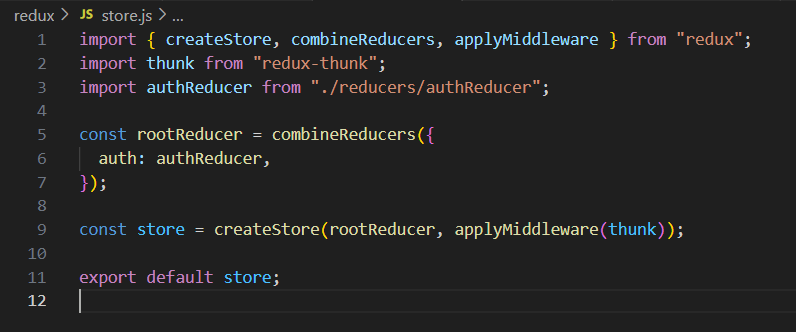 redux > JS store.js > ...
1 import { createStore, combineReducers, applyMiddleware } from "redux";
2 import thunk from "redux-thunk";
3 import authReducer from "./reducers/authReducer";
4
5 const rootReducer = combineReducers({
6   auth: authReducer,
7 });
8
9 const store = createStore(rootReducer, applyMiddleware(thunk));
10
11 export default store;
12